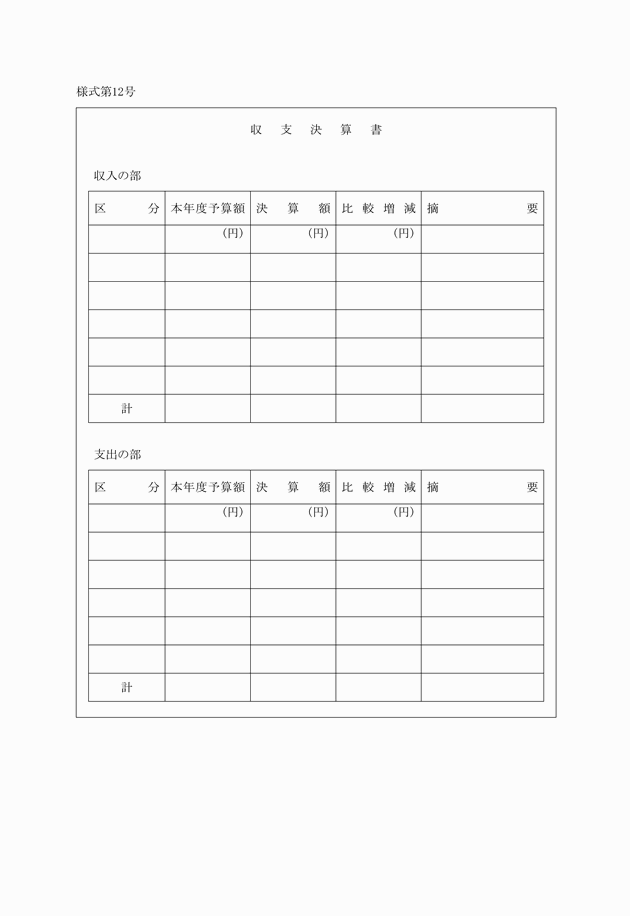 様式第12号
収支決算書
収入の部
区分 本年度予算額 決算額 比較増減 摘要
(円) (円) (円)
計
支出の部
区分 本年度予算額 決算額 比較増減 摘要
(円) (円) (円)
計